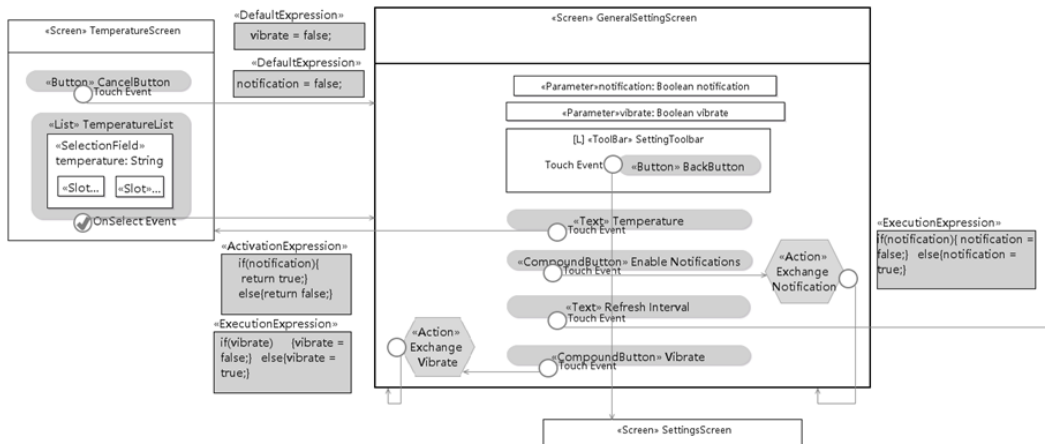 «Screen» TemperatureScreen
«Button» CancelButton
Touch Event
«List» TemperatureList
«SelectionField»
temperature: String
«Slot... «Slot»...
OnSelect Event
«DefaultExpression»
vibrate = false;
«DefaultExpression»
notification = false;
«ActivationExpression»
if(notification){
return true;}
else{return false;}
«ExecutionExpression»
if(vibrate) {vibrate =
false;} else{vibrate =
true;}
«Screen» GeneralSettingScreen
«Parameter»notification: Boolean notification
«Parameter»vibrate: Boolean vibrate
[L] «ToolBar» SettingToolbar
Touch Event
«Button» BackButton
«Text» Temperature
Touch Event
«CompoundButton» Enable Notifications
Touch Event
«Action»
Exchange
Notification
«Text» Refresh Interval
Touch Event
«Action»
Exchange
Vibrate
«CompoundButton» Vibrate
Touch Event
«ExecutionExpression»
if(notification){ notification =
false;} else{notification =
true;}
«Screen» SettingsScreen